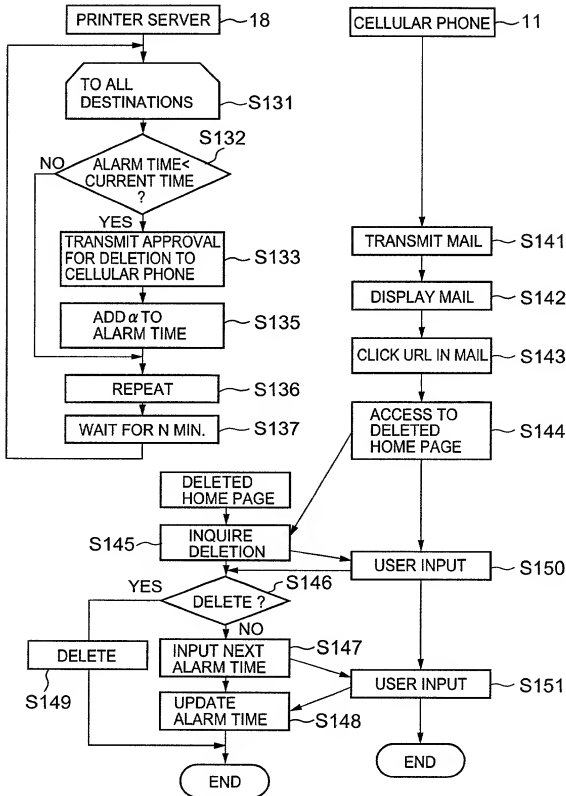 PRINTER SERVER
18
TO ALL
DESTINATIONS
S131
S132
ALARM TIME<
CURRENT TIME
?
NO
YES
TRANSMIT APPROVAL
FOR DELETION TO
CELLULAR PHONE
S133
ADD α TO
ALARM TIME
S135
REPEAT
S136
WAIT FOR N MIN.
S137
CELLULAR PHONE
11
TRANSMIT MAIL
S141
DISPLAY MAIL
S142
CLICK URL IN MAIL
S143
ACCESS TO
DELETED
HOME PAGE
S144
DELETED
HOME PAGE
S145
INQUIRE
DELETION
USER INPUT
S150
S146
YES
DELETE ?
NO
DELETE
S149
INPUT NEXT
ALARM TIME
S147
USER INPUT
S151
UPDATE
ALARM TIME
S148
END
END